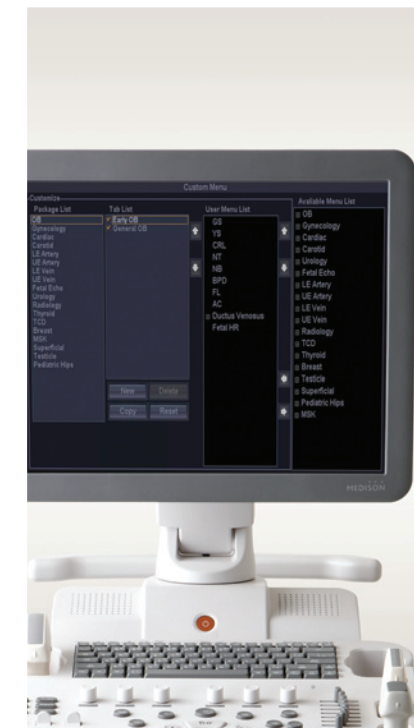 Custom Menu
Customize
Package List
OB
Gynecology
Cardiac
Carotid
LE Artery
UE Artery
LE Vein
UE Vein
Fetal Echo
Urology
Radiology
Thyroid
TCD
Breast
MSK
Superficial
Testicle
Pediatric Hips
Tab List
Early OB
General OB
New
Delete
Copy
Reset
User Menu List
GS
YS
CRL
NT
NB
BPD
FL
AC
Ductus Venosus
Fetal HR
Available Menu List
OB
Gynecology
Cardiac
Carotid
Urology
Fetal Echo
LE Artery
UE Artery
LE Vein
UE Vein
Radiology
TCD
Thyroid
Breast
Testicle
Superficial
Pediatric Hips
MSK
MEDISON